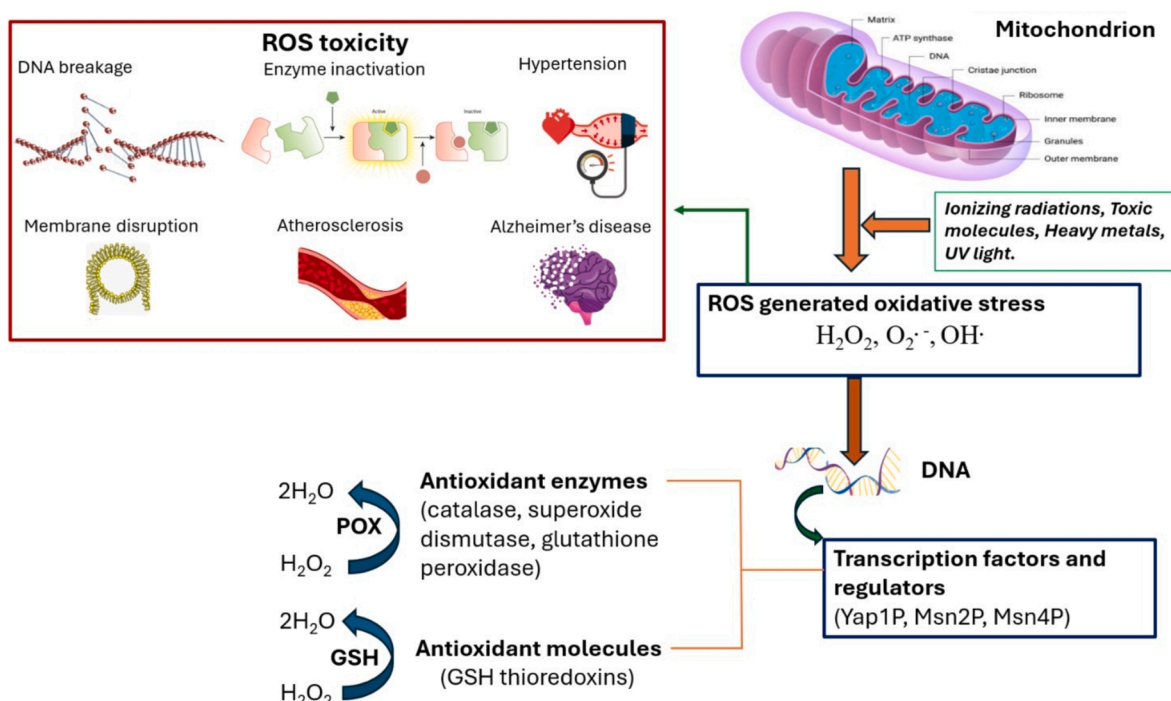 ROS toxicity
DNA breakage
Enzyme inactivation
Hypertension
Active
Inactive
Membrane disruption
Atherosclerosis
Alzheimer's disease
Mitochondrion
Matrix
ATP synthase
DNA
Cristae junction
Ribosome
Inner membrane
Granules
Outer membrane
Ionizing radiations, Toxic
molecules, Heavy metals,
UV light.
ROS generated oxidative stress
H₂O₂, O₂·⁻, OH·
DNA
Transcription factors and
regulators
(Yap1P, Msn2P, Msn4P)
Antioxidant enzymes
(catalase, superoxide
dismutase, glutathione
peroxidase)
2H₂O
POX
H₂O₂
Antioxidant molecules
(GSH thioredoxins)
2H₂O
GSH
H₂O₂